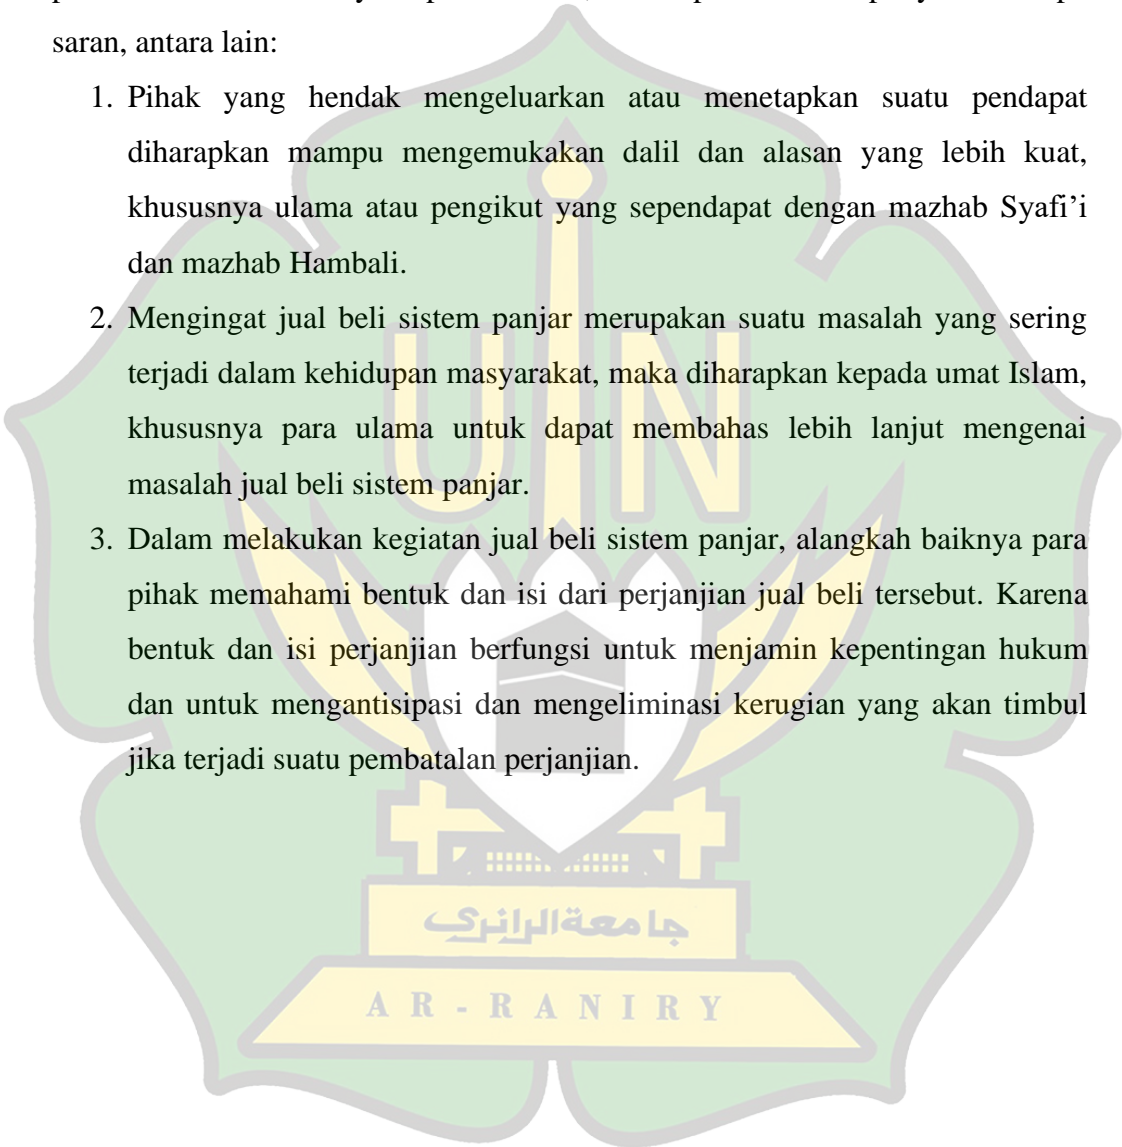 saran, antara lain:
1. Pihak yang hendak mengeluarkan atau menetapkan suatu pendapat
diharapkan mampu mengemukakan dalil dan alasan yang lebih kuat,
khususnya ulama atau pengikut yang sependapat dengan mazhab Syafi’i
dan mazhab Hambali.
2. Mengingat jual beli sistem panjar merupakan suatu masalah yang sering
terjadi dalam kehidupan masyarakat, maka diharapkan kepada umat Islam,
khususnya para ulama untuk dapat membahas lebih lanjut mengenai
masalah jual beli sistem panjar.
3. Dalam melakukan kegiatan jual beli sistem panjar, alangkah baiknya para
pihak memahami bentuk dan isi dari perjanjian jual beli tersebut. Karena
bentuk dan isi perjanjian berfungsi untuk menjamin kepentingan hukum
dan untuk mengantisipasi dan mengeliminasi kerugian yang akan timbul
jika terjadi suatu pembatalan perjanjian.
UIN
جامعة الرانري
AR-RANIRY